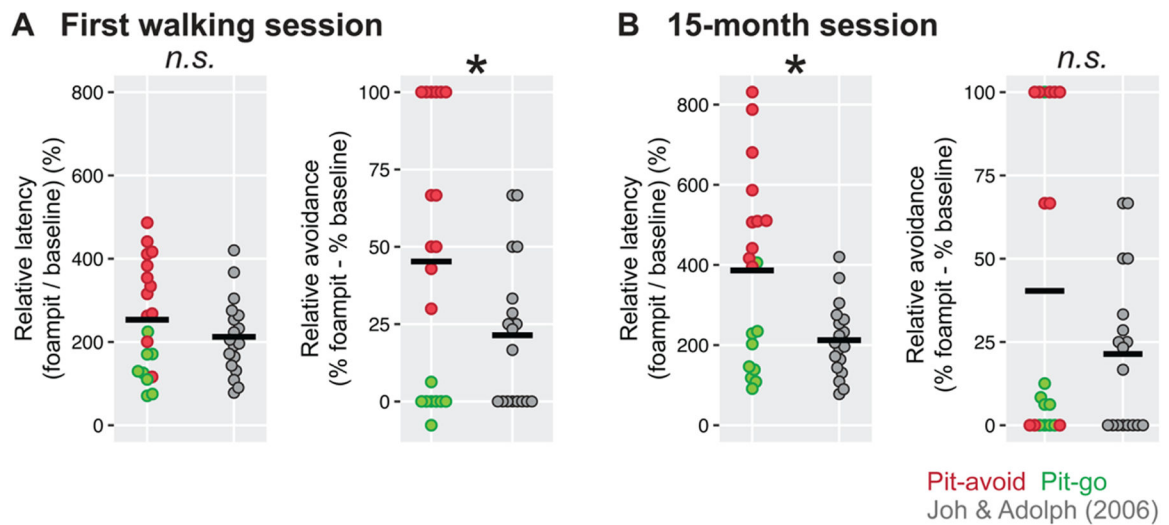 A First walking session
n.s.
Relative latency
(foampit / baseline) (%)
800
600
400
200
0
*
Relative avoidance
(% foampit - % baseline)
100
75
50
25
0
B 15-month session
*
Relative latency
(foampit / baseline) (%)
800
600
400
200
0
n.s.
Relative avoidance
(% foampit - % baseline)
100
75
50
25
0
Pit-avoid Pit-go
Joh & Adolph (2006)